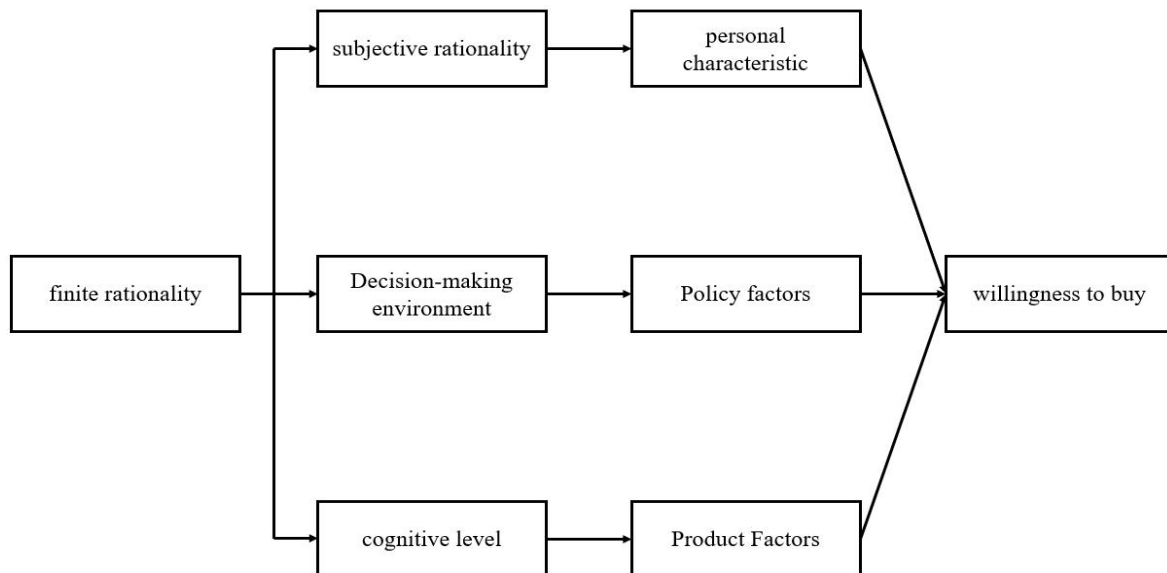 subjective rationality
personal
characteristic
finite rationality
Decision-making
environment
Policy factors
willingness to buy
cognitive level
Product Factors